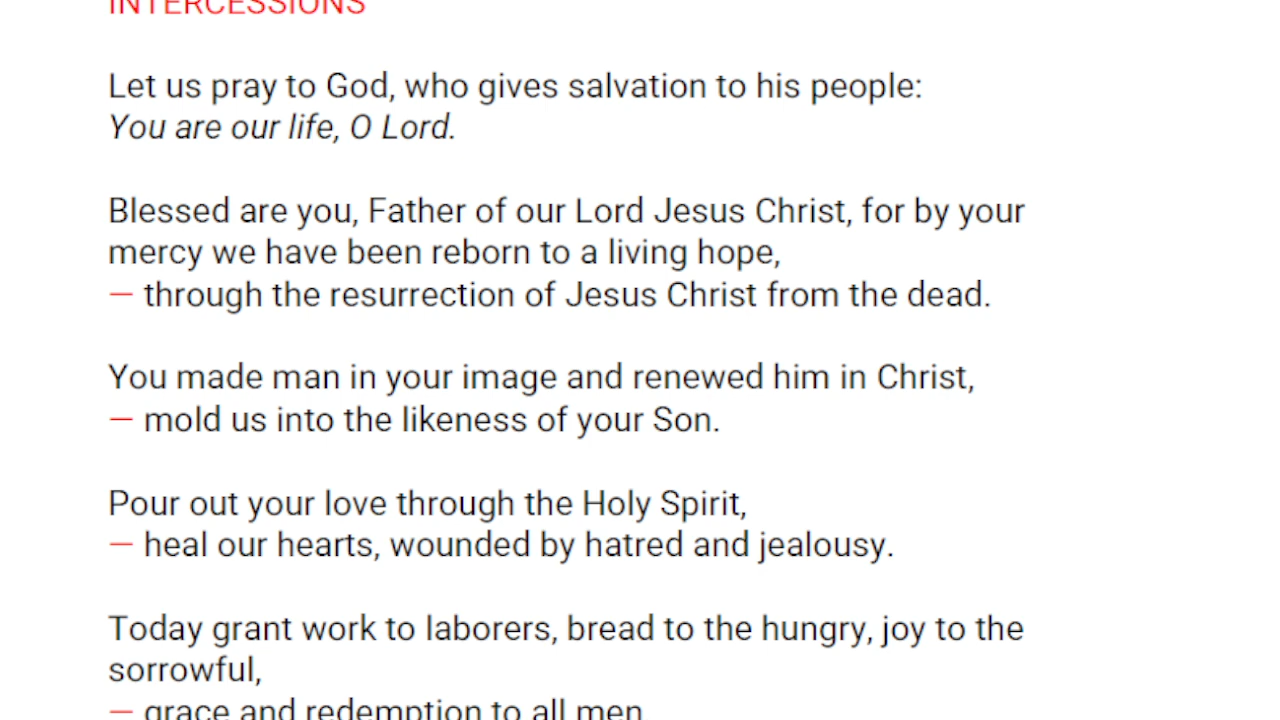 INTERCESSIONS
Let us pray to God, who gives salvation to his people:
You are our life, O Lord.
Blessed are you, Father of our Lord Jesus Christ, for by your
mercy we have been reborn to a living hope,
— through the resurrection of Jesus Christ from the dead.
You made man in your image and renewed him in Christ,
— mold us into the likeness of your Son.
Pour out your love through the Holy Spirit,
— heal our hearts, wounded by hatred and jealousy.
Today grant work to laborers, bread to the hungry, joy to the
sorrowful,
— grace and redemption to all men